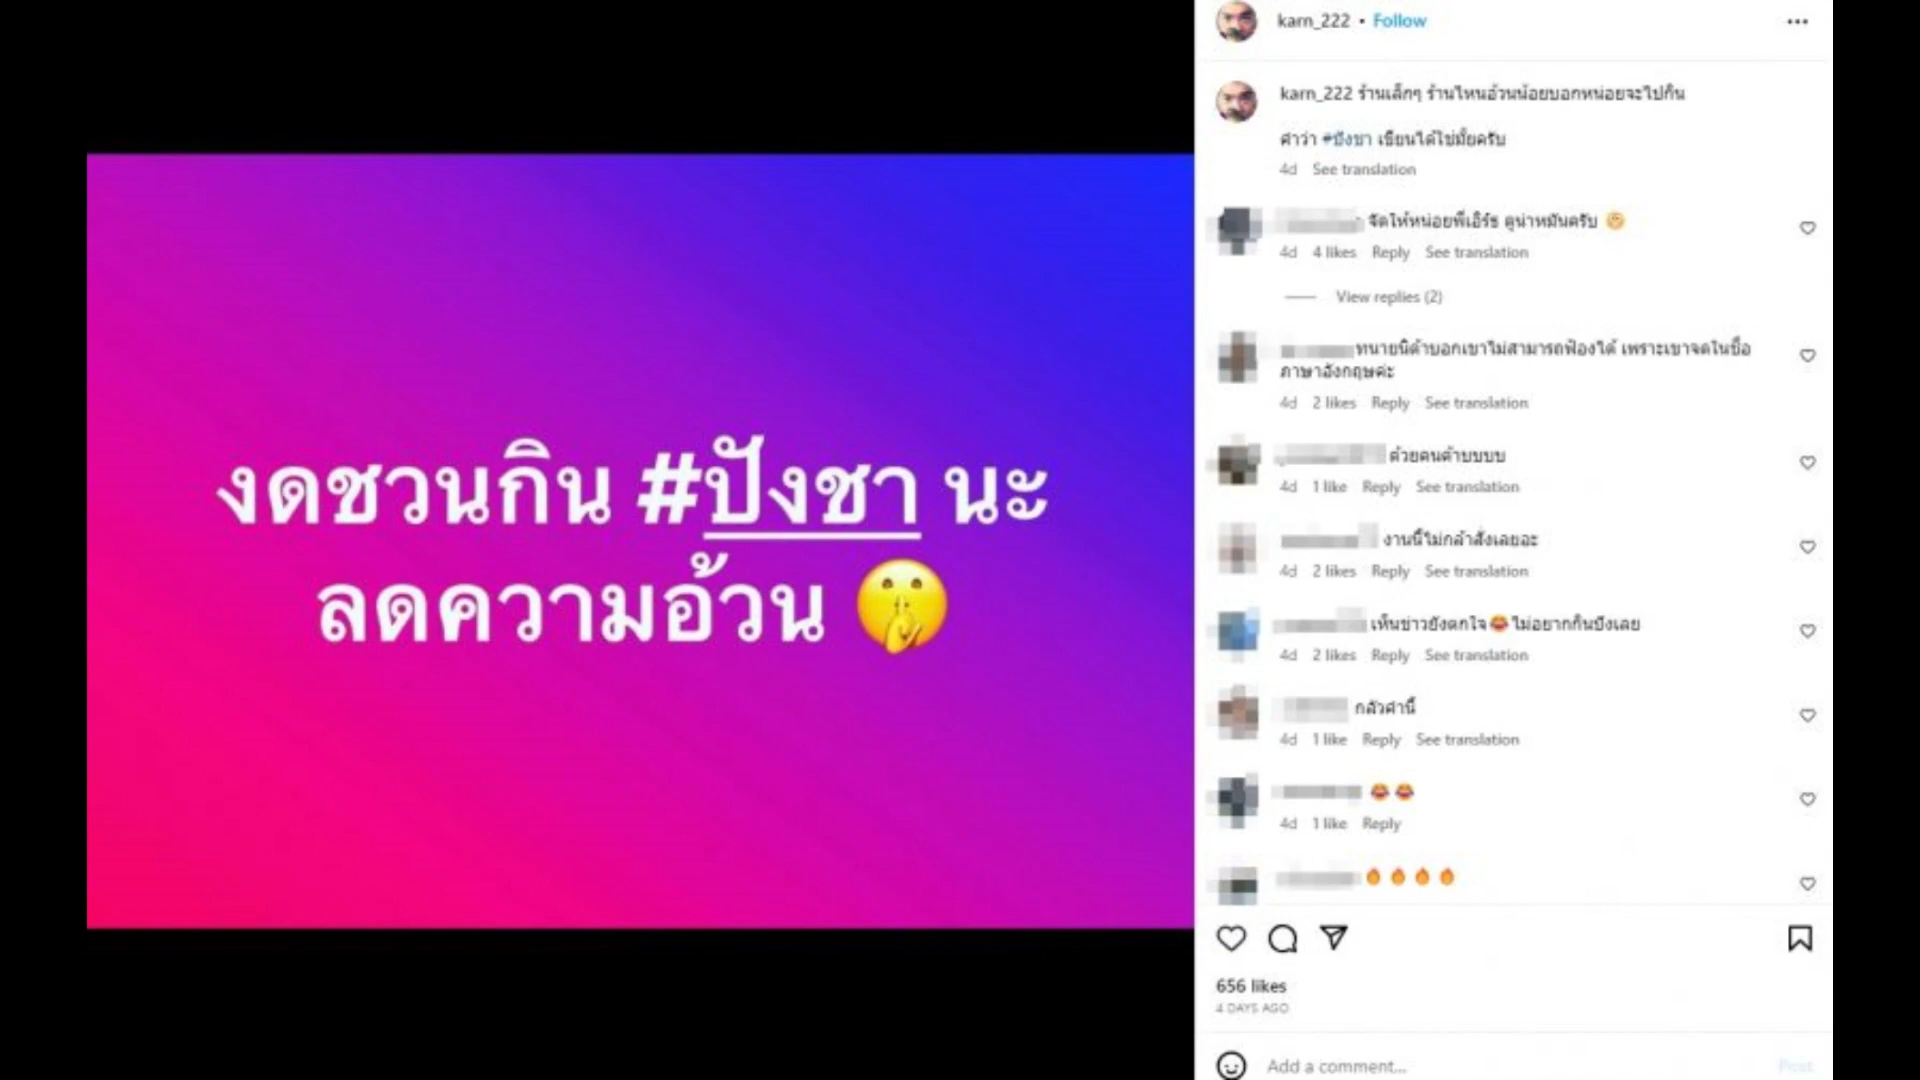 งดชวนกิน #ปังชา นะ
ลดความอ้วน 🤫
karn_222 • Follow
karn_222 ร้านเล็กๆ ร้านไหนอ้วนน้อยบอกหน่อยจะไปกิน
คำว่า #ปังชา เขียนได้ใช่มั้ยครับ
4d See translation
จัดให้หน่อยพี่เอิร์ธ ดูน่าหมันครับ
4d 4 likes Reply See translation
View replies (2)
ทนายนิด้าบอกเขาไม่สามารถฟ้องได้ เพราะเขาจดในชื่อ
ภาษาอังกฤษค่ะ
4d 2 likes Reply See translation
ด้วยคนค้าบบบบ
4d 1 like Reply See translation
งานนี้ไม่กล้าสั่งเลยอะ
4d 2 likes Reply See translation
เห็นข่าวยังตกใจ😂ไม่อยากกินปังเลย
4d 2 likes Reply See translation
กลัวคำนี้
4d 1 like Reply See translation
😂 😂
4d 1 like Reply
🔥 🔥 🔥 🔥
656 likes
4 DAYS AGO
Add a comment...
Post